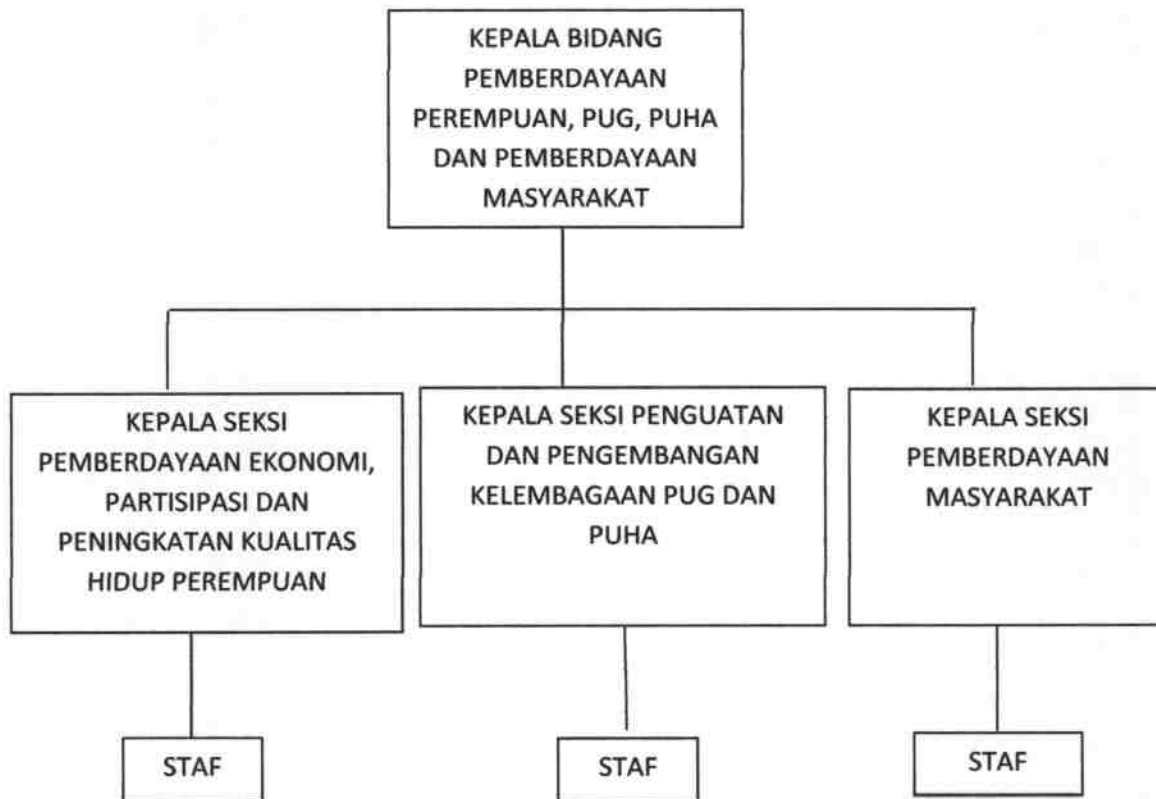 KEPALA BIDANG
PEMBERDAYAAN
PEREMPUAN, PUG, PUHA
DAN PEMBERDAYAAN
MASYARAKAT
KEPALA SEKSI
PEMBERDAYAAN EKONOMI,
PARTISIPASI DAN
PENINGKATAN KUALITAS
HIDUP PEREMPUAN
KEPALA SEKSI PENGUATAN
DAN PENGEMBANGAN
KELEMBAGAAN PUG DAN
PUHA
KEPALA SEKSI
PEMBERDAYAAN
MASYARAKAT
STAF
STAF
STAF